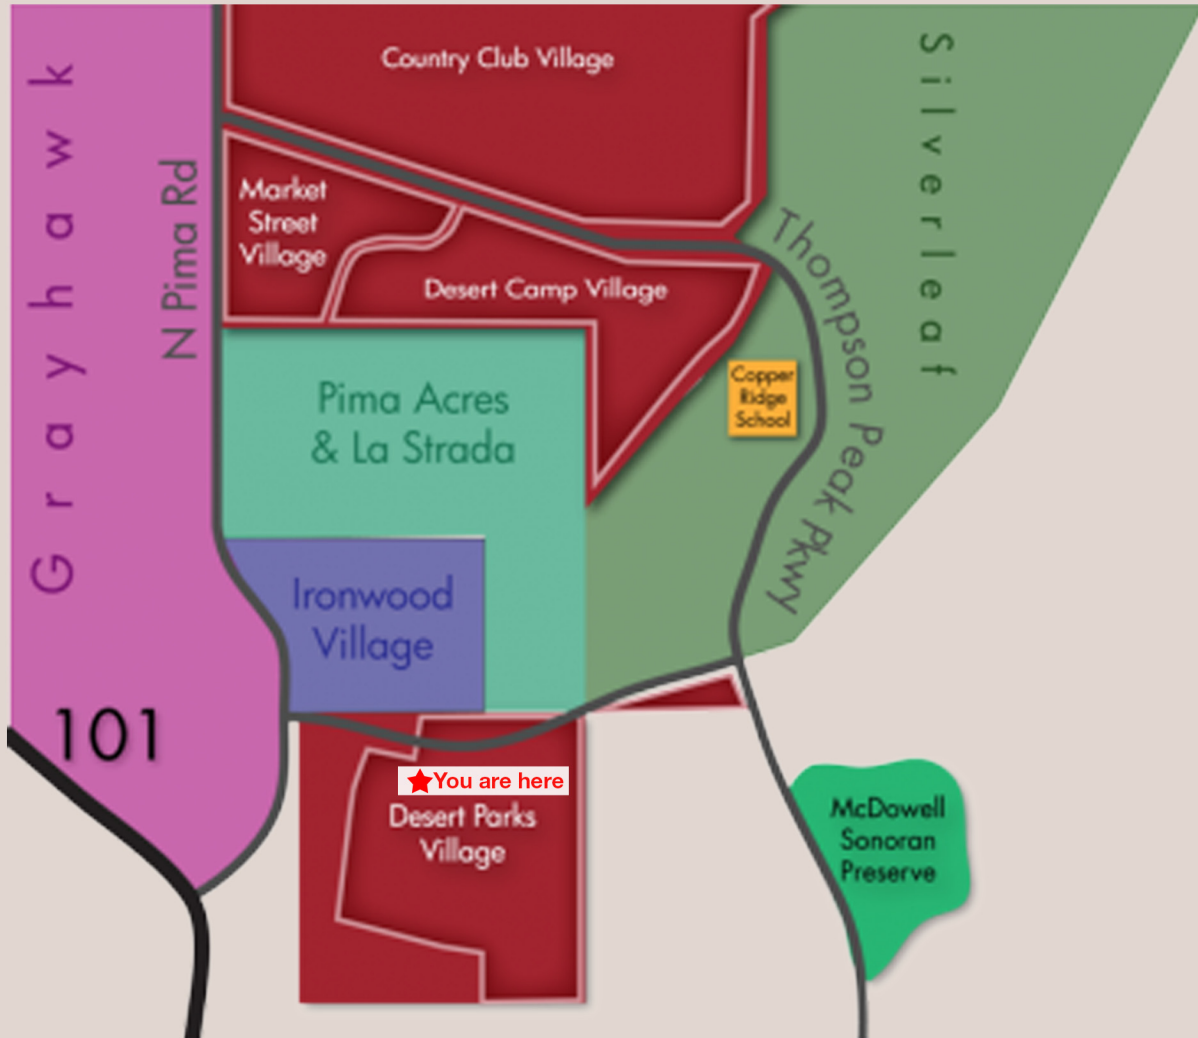 Country Club Village
Silverleaf
Grayhawk
N Pima Rd
Market
Street
Village
Desert Camp Village
Thompson Peak Pkwy
Copper
Ridge
School
Pima Acres
& La Strada
Ironwood
Village
101
You are here
Desert Parks
Village
McDowell
Sonoran
Preserve